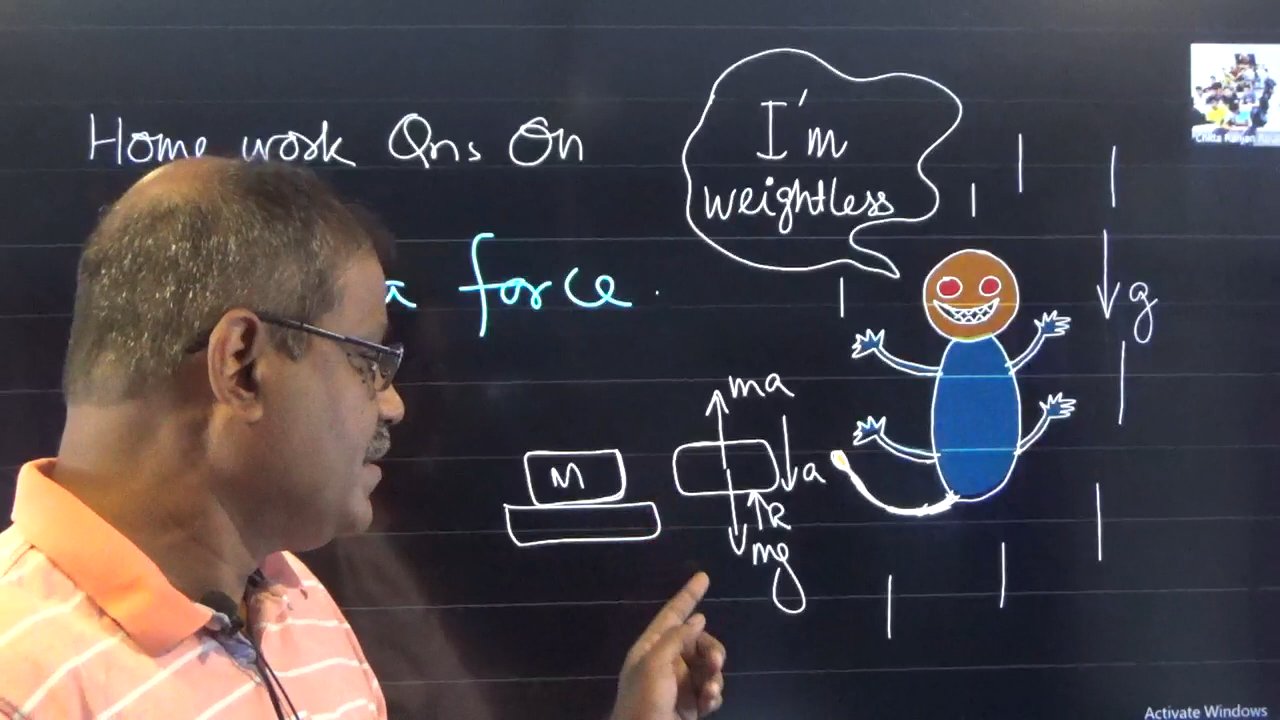 Home work Qns On
force.
I'm
weightless
g
ma
a
M
R
mg
Activate Windows